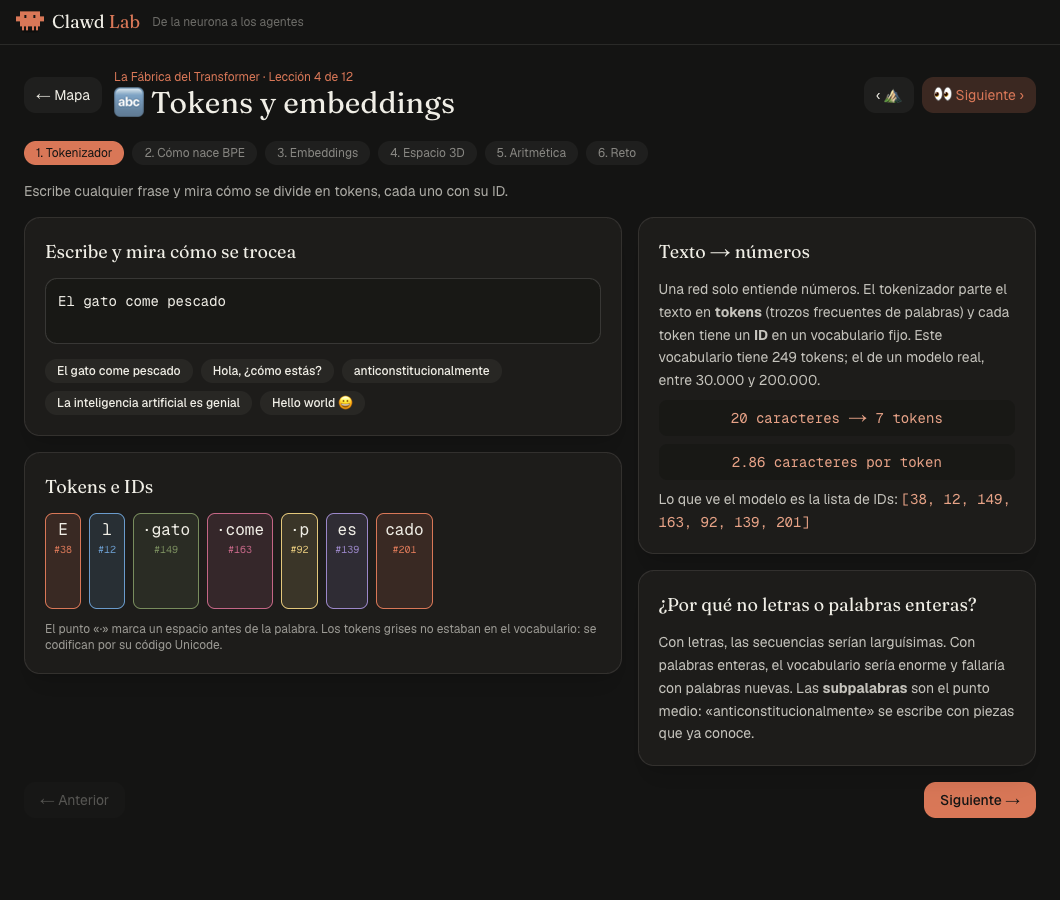 Clawd Lab De la neurona a los agentes
← Mapa
La Fábrica del Transformer · Lección 4 de 12
abc Tokens y embeddings
‹
Siguiente ›
1. Tokenizador
2. Cómo nace BPE
3. Embeddings
4. Espacio 3D
5. Aritmética
6. Reto
Escribe cualquier frase y mira cómo se divide en tokens, cada uno con su ID.
Escribe y mira cómo se trocea
El gato come pescado
El gato come pescado
Hola, ¿cómo estás?
anticonstitucionalmente
La inteligencia artificial es genial
Hello world 😀
Tokens e IDs
E l ·gato ·come ·p es cado
#38 #12 #149 #163 #92 #139 #201
El punto «·» marca un espacio antes de la palabra. Los tokens grises no estaban en el vocabulario: se
codifican por su código Unicode.
Texto → números
Una red solo entiende números. El tokenizador parte el
texto en tokens (trozos frecuentes de palabras) y cada
token tiene un ID en un vocabulario fijo. Este
vocabulario tiene 249 tokens; el de un modelo real,
entre 30.000 y 200.000.
20 caracteres → 7 tokens
2.86 caracteres por token
Lo que ve el modelo es la lista de IDs: [38, 12, 149,
163, 92, 139, 201]
¿Por qué no letras o palabras enteras?
Con letras, las secuencias serían larguísimas. Con
palabras enteras, el vocabulario sería enorme y fallaría
con palabras nuevas. Las subpalabras son el punto
medio: «anticonstitucionalmente» se escribe con piezas
que ya conoce.
← Anterior
Siguiente →